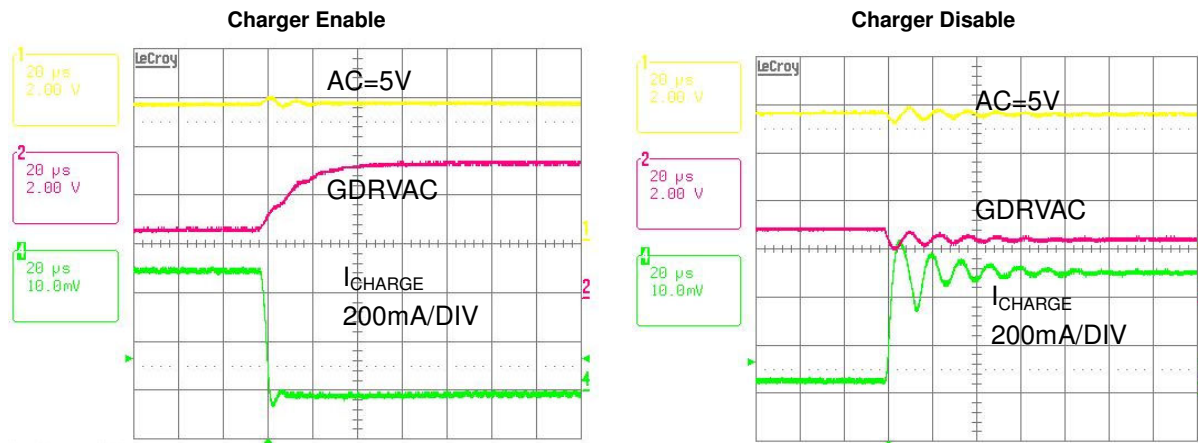 Charger Enable
1
20 µs
2.00 V
2
20 µs
2.00 V
4
20 µs
10.0mV
LeCroy
AC=5V
GDRVAC
ICHARGE
200mA/DIV
1
2
4
Charger Disable
1
20 µs
2.00 V
2
20 µs
2.00 V
4
20 µs
10.0mV
LeCroy
AC=5V
GDRVAC
ICHARGE
200mA/DIV